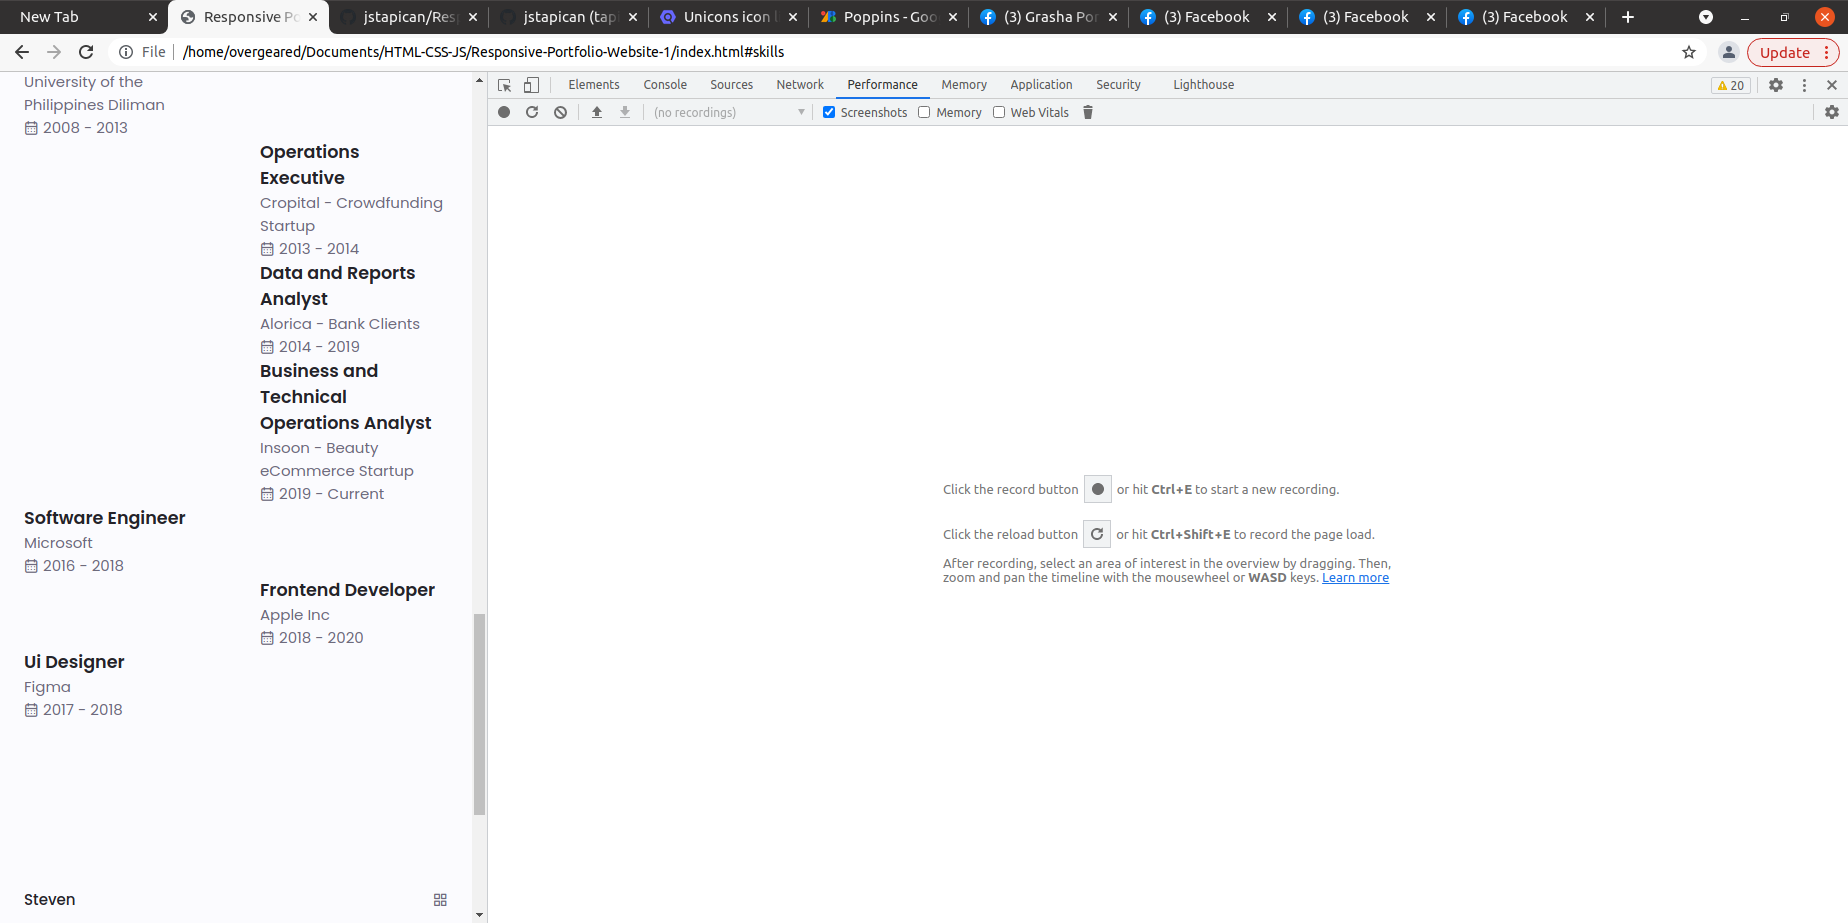 New Tab
Responsive Po
jstapican/Res
jstapican (tap
Unicons icon l
Poppins - Goo
(3) Grasha Por
(3) Facebook
(3) Facebook
(3) Facebook
File
/home/overgeared/Documents/HTML-CSS-JS/Responsive-Portfolio-Website-1/index.html#skills
Update
University of the
Philippines Diliman
2008 - 2013
Operations
Executive
Cropital - Crowdfunding
Startup
2013 - 2014
Data and Reports
Analyst
Alorica - Bank Clients
2014 - 2019
Business and
Technical
Operations Analyst
Insoon - Beauty
eCommerce Startup
2019 - Current
Software Engineer
Microsoft
2016 - 2018
Frontend Developer
Apple Inc
2018 - 2020
Ui Designer
Figma
2017 - 2018
Steven
Elements Console Sources Network Performance Memory Application Security Lighthouse
20
(no recordings)
Screenshots
Memory
Web Vitals
Click the record button or hit Ctrl+E to start a new recording.
Click the reload button or hit Ctrl+Shift+E to record the page load.
After recording, select an area of interest in the overview by dragging. Then,
zoom and pan the timeline with the mousewheel or WASD keys. Learn more